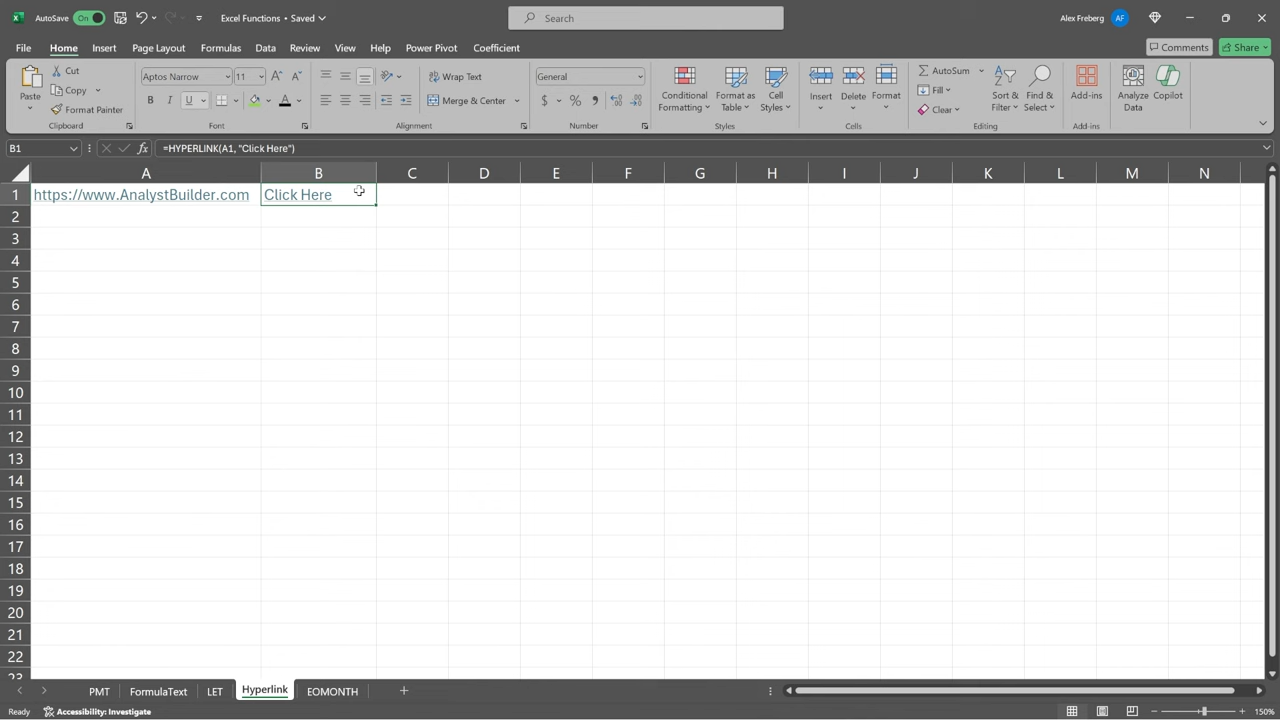 AutoSave On Excel Functions • Saved Search Alex Freberg AF
File Home Insert Page Layout Formulas Data Review View Help Power Pivot Coefficient Comments Share
Paste Cut Copy Format Painter Clipboard
Aptos Narrow 11 A A B I U A Font
Wrap Text Merge & Center Alignment
General $ % , Number
Conditional Formatting Format as Table Cell Styles Styles
Insert Delete Format Cells
AutoSum Fill Clear Sort & Filter Find & Select Editing
Add-ins Add-ins
Analyze Data Copilot
B1 fx =HYPERLINK(A1, "Click Here")
A B C D E F G H I J K L M N
1 https://www.AnalystBuilder.com Click Here
2
3
4
5
6
7
8
9
10
11
12
13
14
15
16
17
18
19
20
21
22
23
PMT FormulaText LET Hyperlink EOMONTH
Ready Accessibility: Investigate 150%